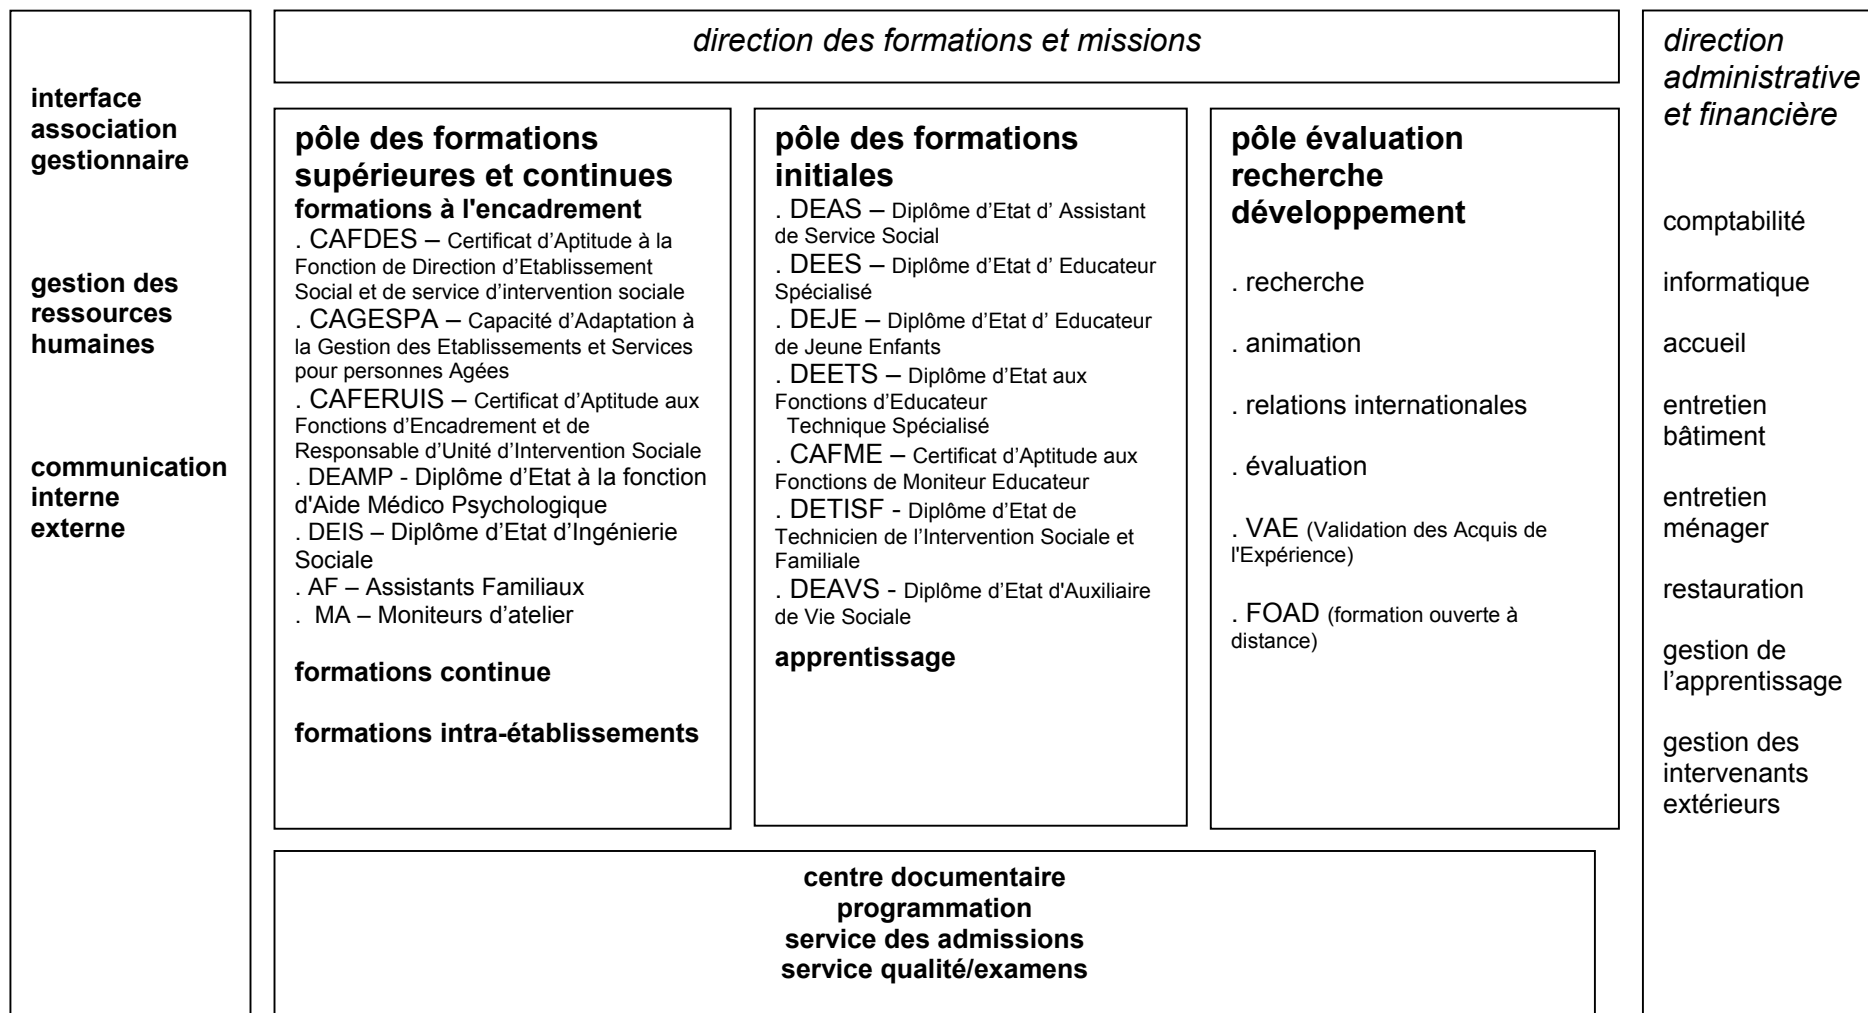 interface
association
gestionnaire
gestion des
ressources
humaines
communication
interne
externe
direction des formations et missions
pôle des formations
supérieures et continues
formations à l'encadrement
. CAFDES – Certificat d’Aptitude à la
Fonction de Direction d’Etablissement
Social et de service d’intervention sociale
. CAGESPA – Capacité d’Adaptation à
la Gestion des Etablissements et Services
pour personnes Agées
. CAFERUIS – Certificat d’Aptitude aux
Fonctions d’Encadrement et de
Responsable d’Unité d’Intervention Sociale
. DEAMP - Diplôme d’Etat à la fonction
d'Aide Médico Psychologique
. DEIS – Diplôme d’Etat d’Ingénierie
Sociale
. AF – Assistants Familiaux
. MA – Moniteurs d’atelier
formations continue
formations intra-établissements
pôle des formations
initiales
. DEAS – Diplôme d’Etat d’ Assistant
de Service Social
. DEES – Diplôme d’Etat d’ Educateur
Spécialisé
. DEJE – Diplôme d’Etat d’ Educateur
de Jeune Enfants
. DEETS – Diplôme d’Etat aux
Fonctions d’Educateur
Technique Spécialisé
. CAFME – Certificat d’Aptitude aux
Fonctions de Moniteur Educateur
. DETISF - Diplôme d’Etat de
Technicien de l’Intervention Sociale et
Familiale
. DEAVS - Diplôme d’Etat d'Auxiliaire
de Vie Sociale
apprentissage
pôle évaluation
recherche
développement
. recherche
. animation
. relations internationales
. évaluation
. VAE (Validation des Acquis de
l'Expérience)
. FOAD (formation ouverte à
distance)
centre documentaire
programmation
service des admissions
service qualité/examens
direction
administrative
et financière
comptabilité
informatique
accueil
entretien
bâtiment
entretien
ménager
restauration
gestion de
l’apprentissage
gestion des
intervenants
extérieurs